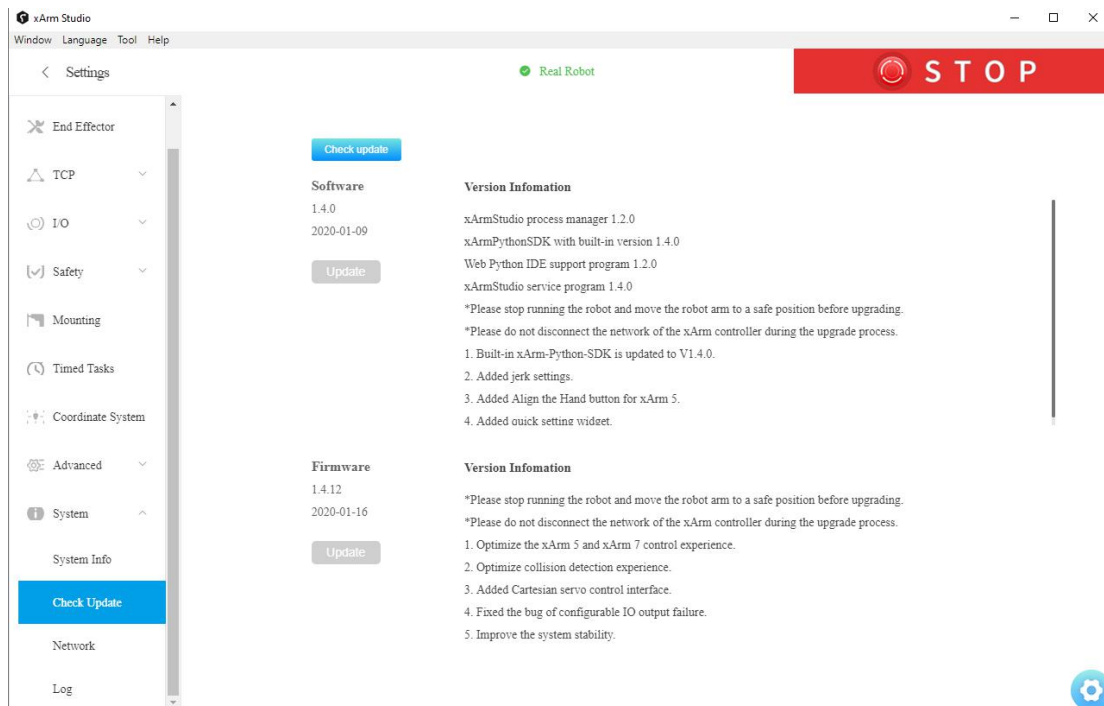 xArm Studio
Window Language Tool Help
< Settings
Real Robot
STOP
End Effector
TCP
I/O
Safety
Mounting
Timed Tasks
Coordinate System
Advanced
System
System Info
Check Update
Network
Log
Check update
Software
1.4.0
2020-01-09
Update
Version Infomation
xArmStudio process manager 1.2.0
xArmPythonSDK with built-in version 1.4.0
Web Python IDE support program 1.2.0
xArmStudio service program 1.4.0
*Please stop running the robot and move the robot arm to a safe position before upgrading.
*Please do not disconnect the network of the xArm controller during the upgrade process.
1. Built-in xArm-Python-SDK is updated to V1.4.0.
2. Added jerk settings.
3. Added Align the Hand button for xArm 5.
4. Added quick setting widget.
Firmware
1.4.12
2020-01-16
Update
Version Infomation
*Please stop running the robot and move the robot arm to a safe position before upgrading.
*Please do not disconnect the network of the xArm controller during the upgrade process.
1. Optimize the xArm 5 and xArm 7 control experience.
2. Optimize collision detection experience.
3. Added Cartesian servo control interface.
4. Fixed the bug of configurable IO output failure.
5. Improve the system stability.